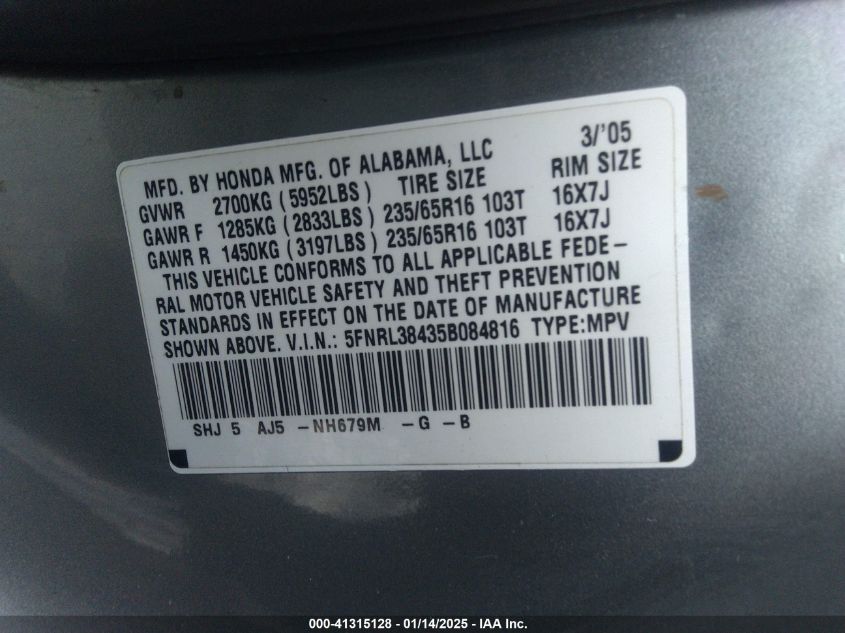 3/'05
MFD. BY HONDA MFG. OF ALABAMA, LLC
GVWR 2700KG (5952LBS) TIRE SIZE RIM SIZE
GAWR F 1285KG (2833LBS) 235/65R16 103T 16X7J
GAWR R 1450KG (3197LBS) 235/65R16 103T 16X7J
THIS VEHICLE CONFORMS TO ALL APPLICABLE FEDE-
RAL MOTOR VEHICLE SAFETY AND THEFT PREVENTION
STANDARDS IN EFFECT ON THE DATE OF MANUFACTURE
SHOWN ABOVE. V.I.N.: 5FNRL38435B084816 TYPE:MPV
SHJ 5 AJ5 -NH679M -G -B
000-41315128 - 01/14/2025 - IAA Inc.